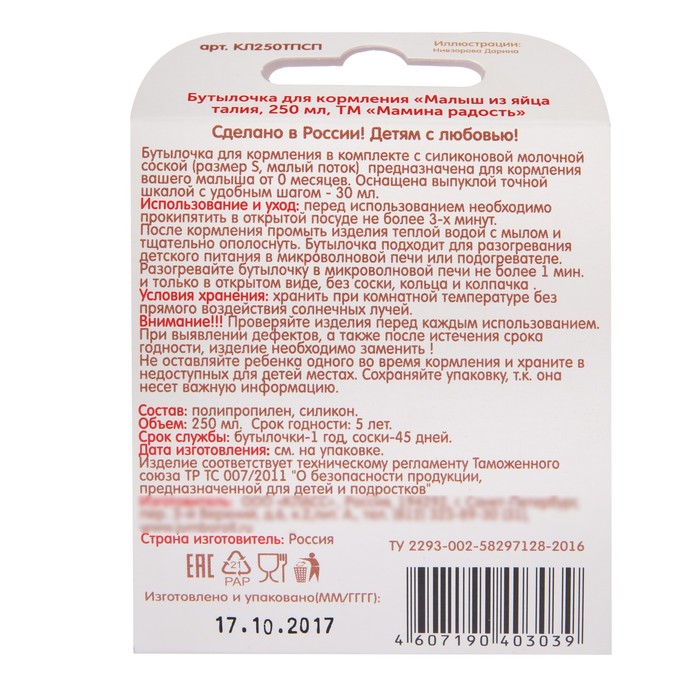 арт. КЛ250ТПСП
Иллюстрации:
Ниязарова Дарина
Бутылочка для кормления «Малыш из яйца
талия, 250 мл, ТМ «Мамина радость»
Сделано в России! Детям с любовью!
Бутылочка для кормления в комплекте с силиконовой молочной
соской (размер S, малый поток) предназначена для кормления
вашего малыша от 0 месяцев. Оснащена выпуклой точной
шкалой с удобным шагом - 30 мл.
Использование и уход: перед использованием необходимо
прокипятить в открытой посуде не более 3-х минут.
После кормления промыть изделия теплой водой с мылом и
тщательно ополоснуть. Бутылочка подходит для разогревания
детского питания в микроволновой печи или подогревателе.
Разогревайте бутылочку в микроволновой печи не более 1 мин.
и только в открытом виде, без соски, кольца и колпачка .
Условия хранения: хранить при комнатной температуре без
прямого воздействия солнечных лучей.
Внимание!!! Проверяйте изделия перед каждым использованием.
При выявлении дефектов, а также после истечения срока
годности, изделие необходимо заменить !
Не оставляйте ребенка одного во время кормления и храните в
недоступных для детей местах. Сохраняйте упаковку, т.к. она
несет важную информацию.
Состав: полипропилен, силикон.
Объем: 250 мл. Срок годности: 5 лет.
Срок службы: бутылочки-1 год, соски-45 дней.
Дата изготовления: см. на упаковке.
Изделие соответствует техническому регламенту Таможенного
союза ТР ТС 007/2011 "О безопасности продукции,
предназначенной для детей и подростков"
Страна изготовитель: Россия
ТУ 2293-002-58297128-2016
ЕАС
21
PAP
Изготовлено и упаковано(ММ/ГГГГ):
17.10.2017
4 607190 403039